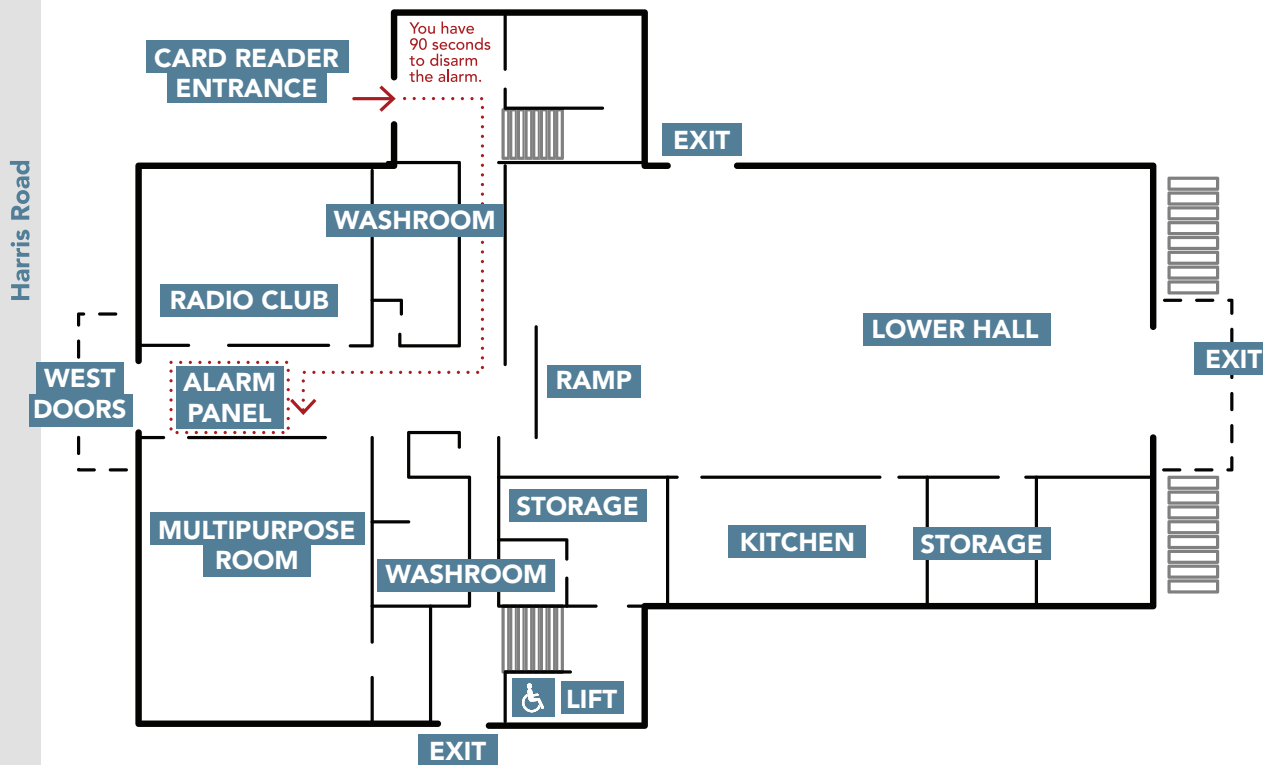 You have
90 seconds
to disarm
the alarm.
CARD READER
ENTRANCE
EXIT
Harris Road
WASHROOM
RADIO CLUB
LOWER HALL
EXIT
WEST
DOORS
ALARM
PANEL
RAMP
STORAGE
MULTIPURPOSE
ROOM
KITCHEN
STORAGE
WASHROOM
LIFT
EXIT